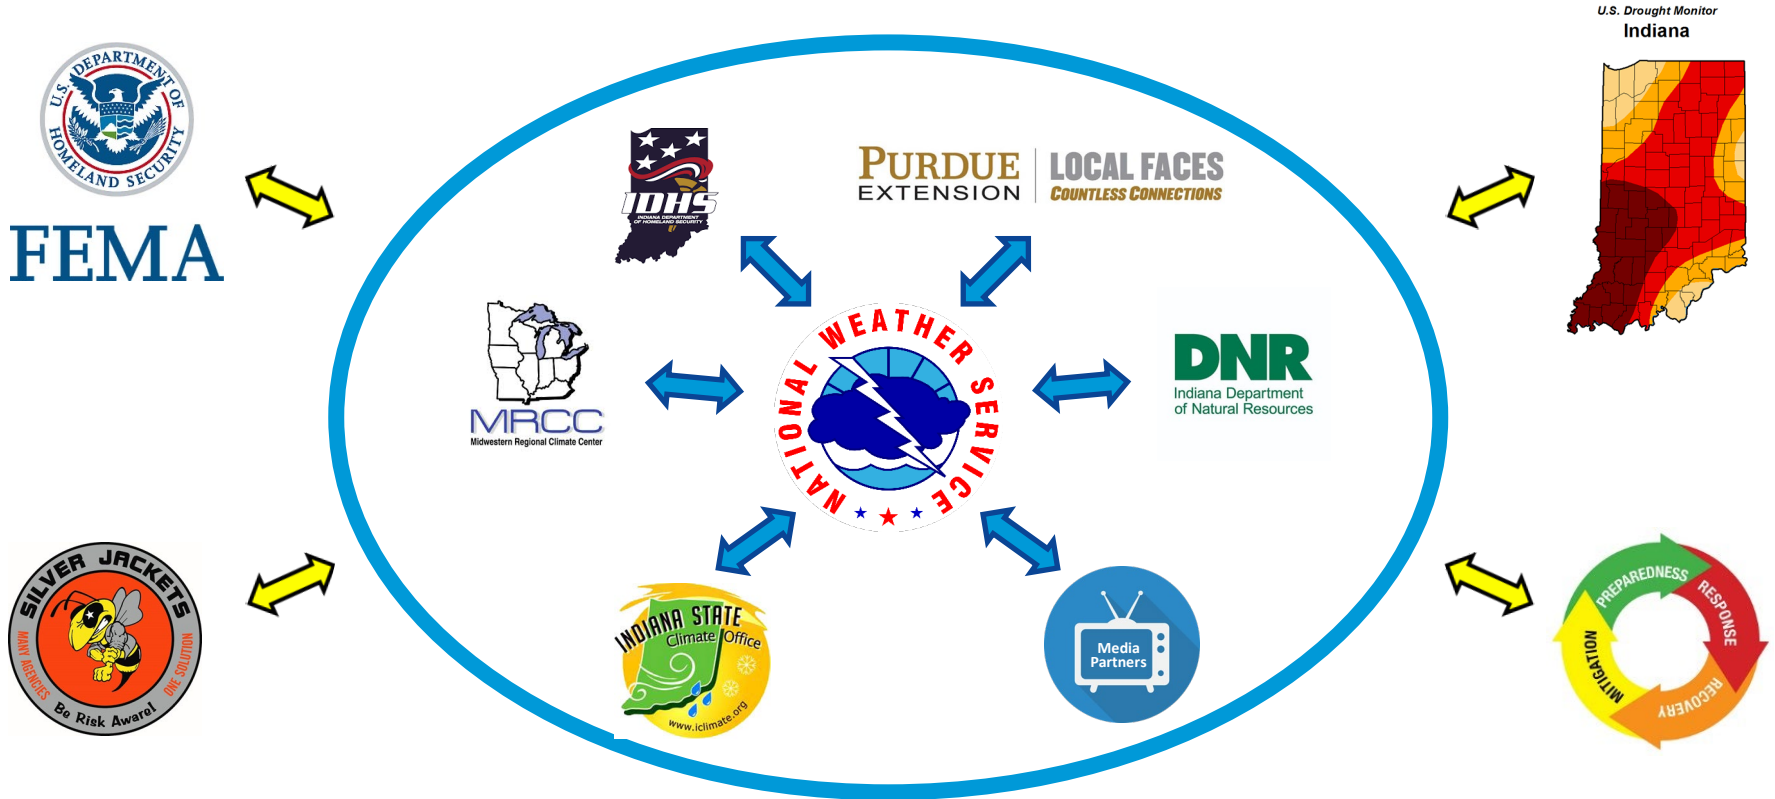 U.S. Drought Monitor
Indiana
U.S. DEPARTMENT OF
HOMELAND SECURITY
FEMA
IDHS
INDIANA DEPARTMENT
OF HOMELAND SECURITY
PURDUE
EXTENSION
LOCAL FACES
COUNTLESS CONNECTIONS
MRCC
Midwestern Regional Climate Center
NATIONAL WEATHER SERVICE
DNR
Indiana Department
of Natural Resources
SILVER JACKETS
MANY AGENCIES
ONE SOLUTION
Be Risk Aware!
INDIANA STATE
Climate Office
www.iclimate.org
Media
Partners
PREPAREDNESS
RESPONSE
RECOVERY
MITIGATION